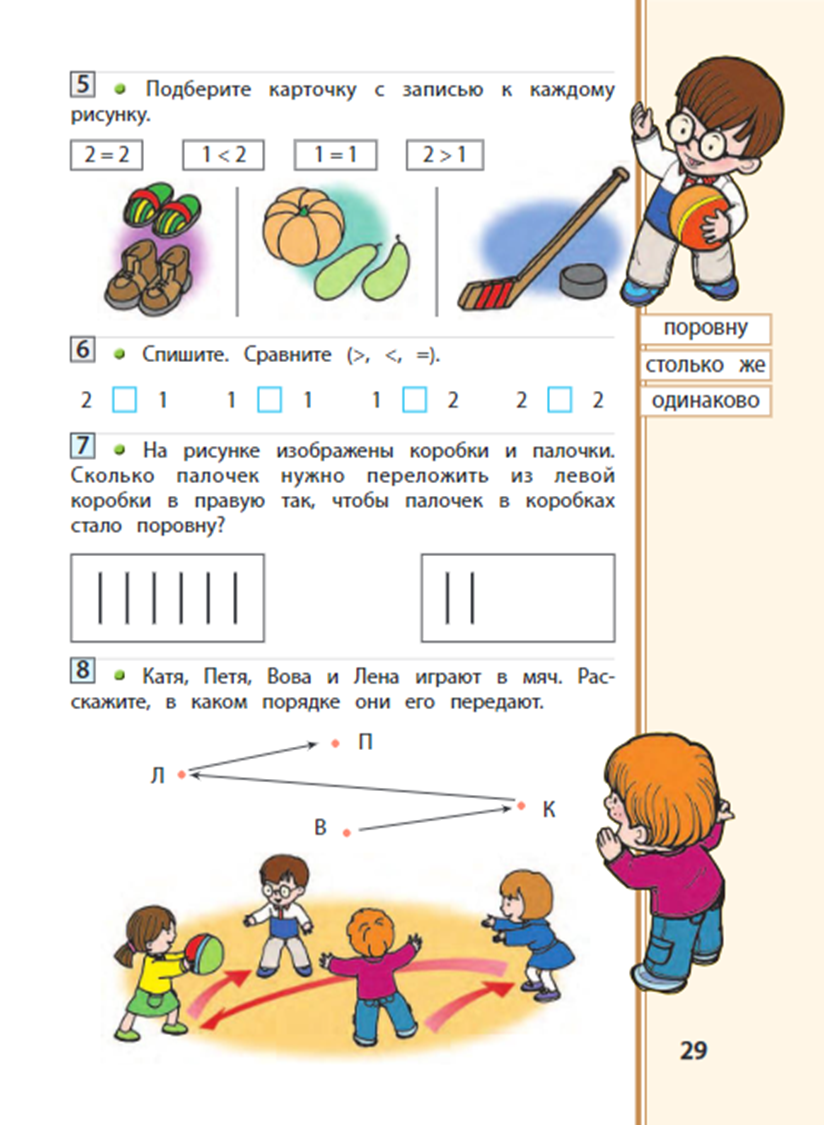 5 Подберите карточку с записью к каждому
рисунку.
2 = 2 1 < 2 1 = 1 2 > 1
6 Спишите. Сравните (>, <, =).
2 1 1 1 1 2 2 2
7 На рисунке изображены коробки и палочки.
Сколько палочек нужно переложить из левой
коробки в правую так, чтобы палочек в коробках
стало поровну?
8 Катя, Петя, Вова и Лена играют в мяч. Рас-
скажите, в каком порядке они его передают.
П
Л
К
В
поровну
столько же
одинаково
29